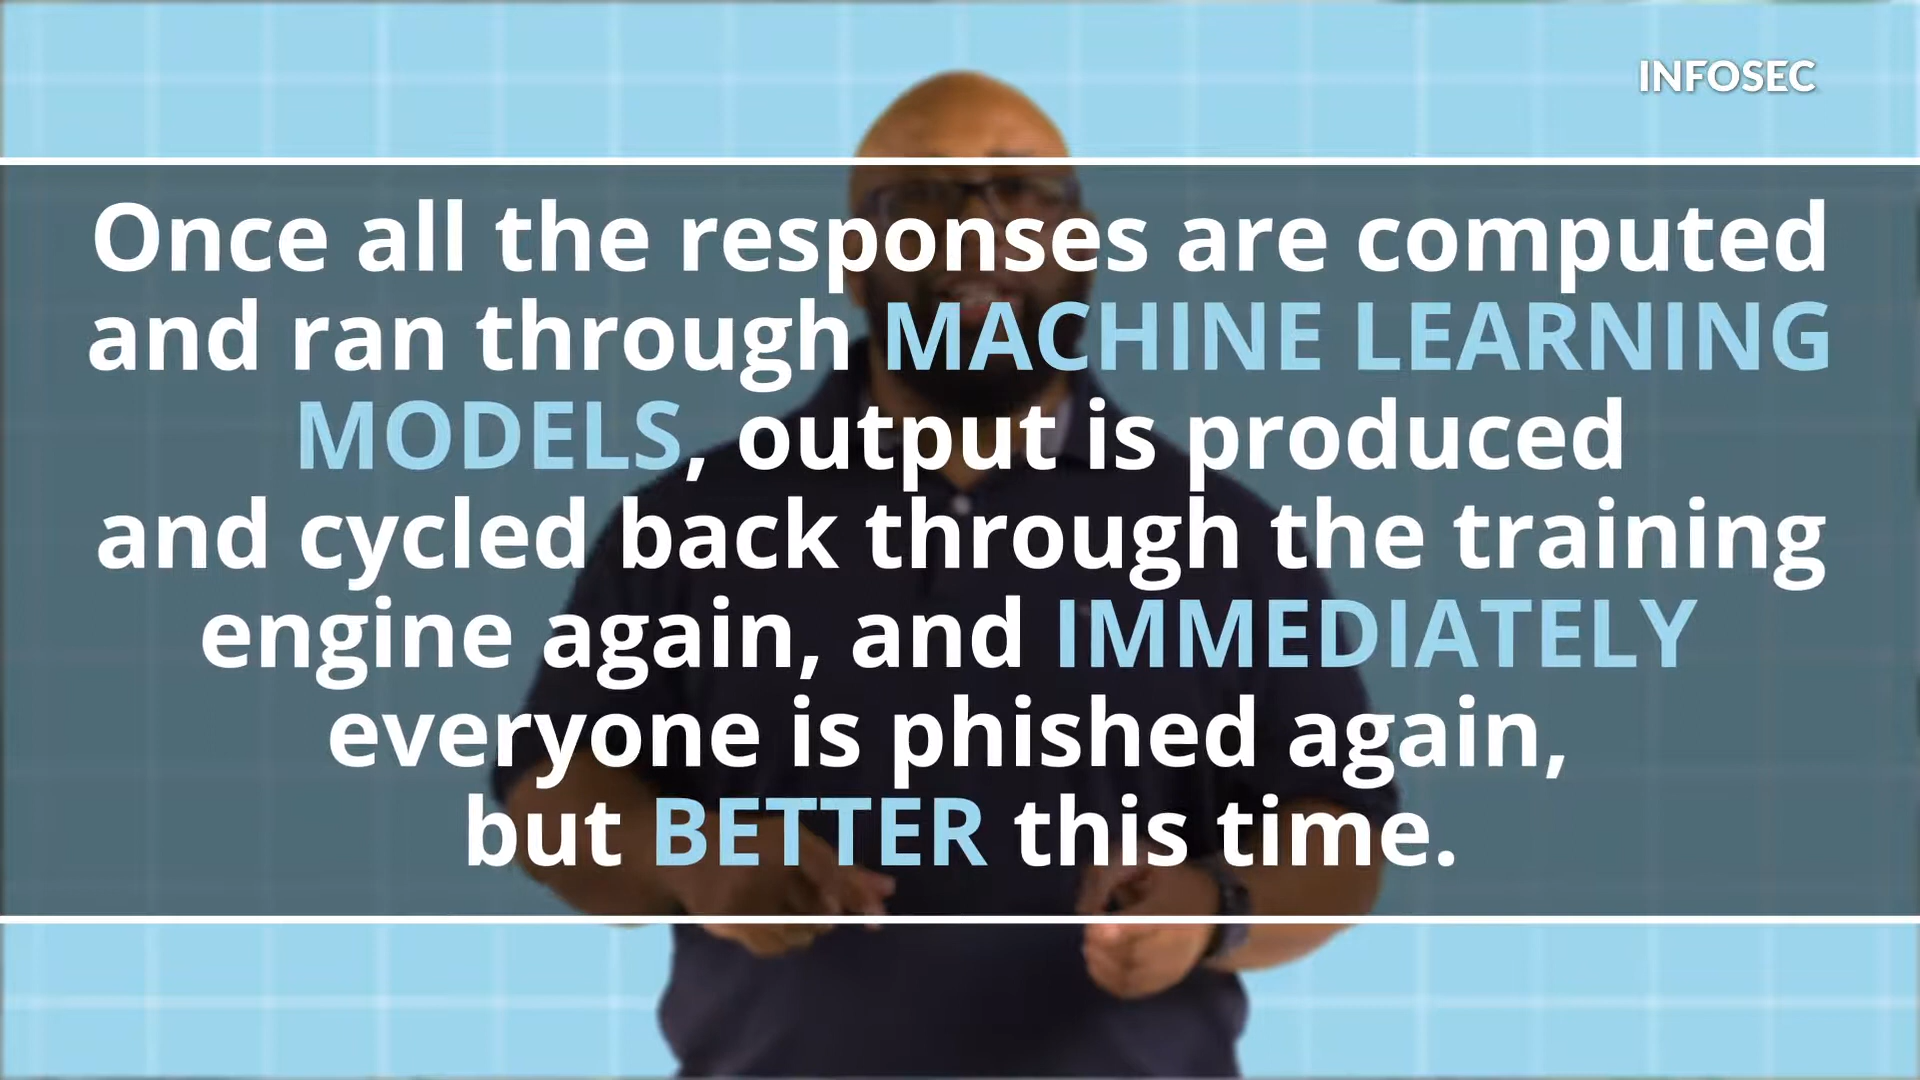 INFOSEC
Once all the responses are computed
and ran through MACHINE LEARNING
MODELS, output is produced
and cycled back through the training
engine again, and IMMEDIATELY
everyone is phished again,
but BETTER this time.